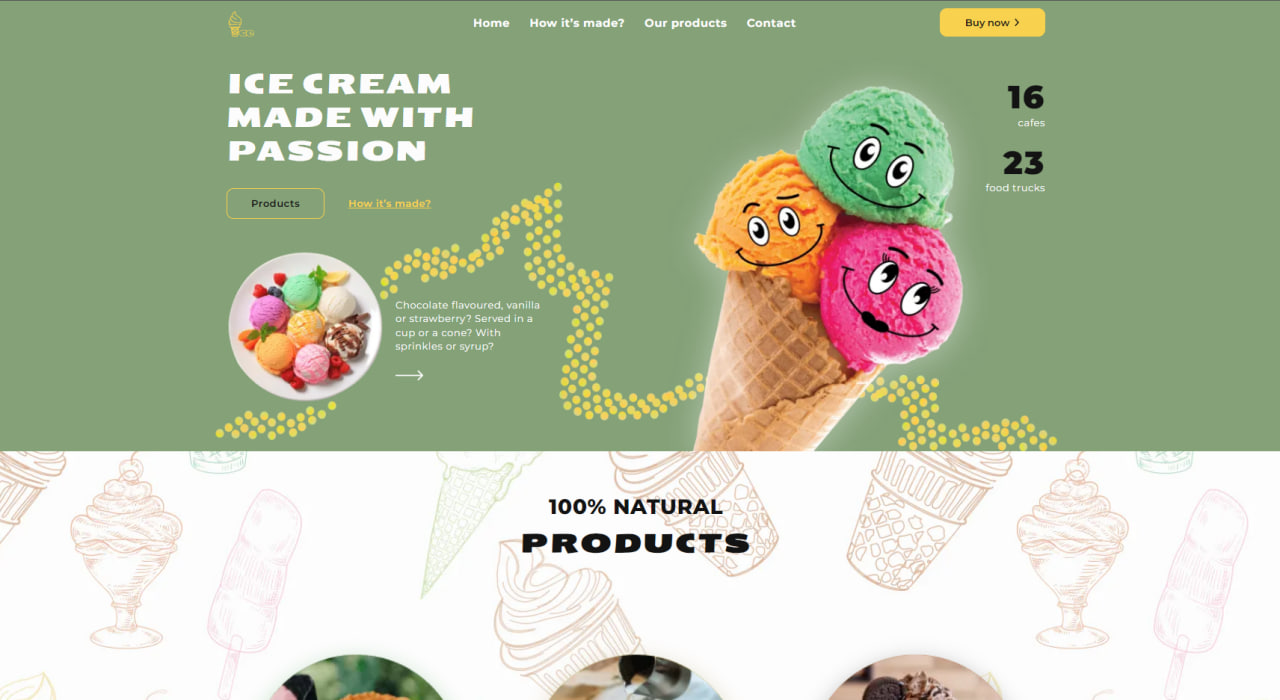 Ice
Home
How it's made?
Our products
Contact
Buy now
ICE CREAM
MADE WITH
PASSION
Products
How it's made?
16
cafes
23
food trucks
Chocolate flavoured, vanilla
or strawberry? Served in a
cup or a cone? With
sprinkles or syrup?
100% NATURAL
PRODUCTS